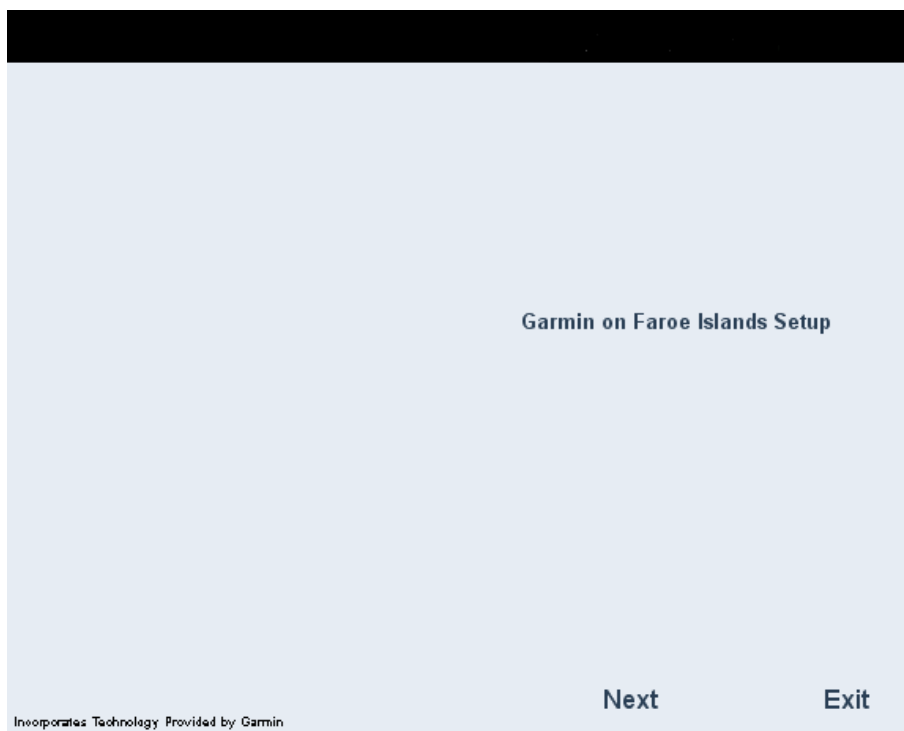 Garmin on Faroe Islands Setup
Next Exit
Incorporates Technology Provided by Garmin